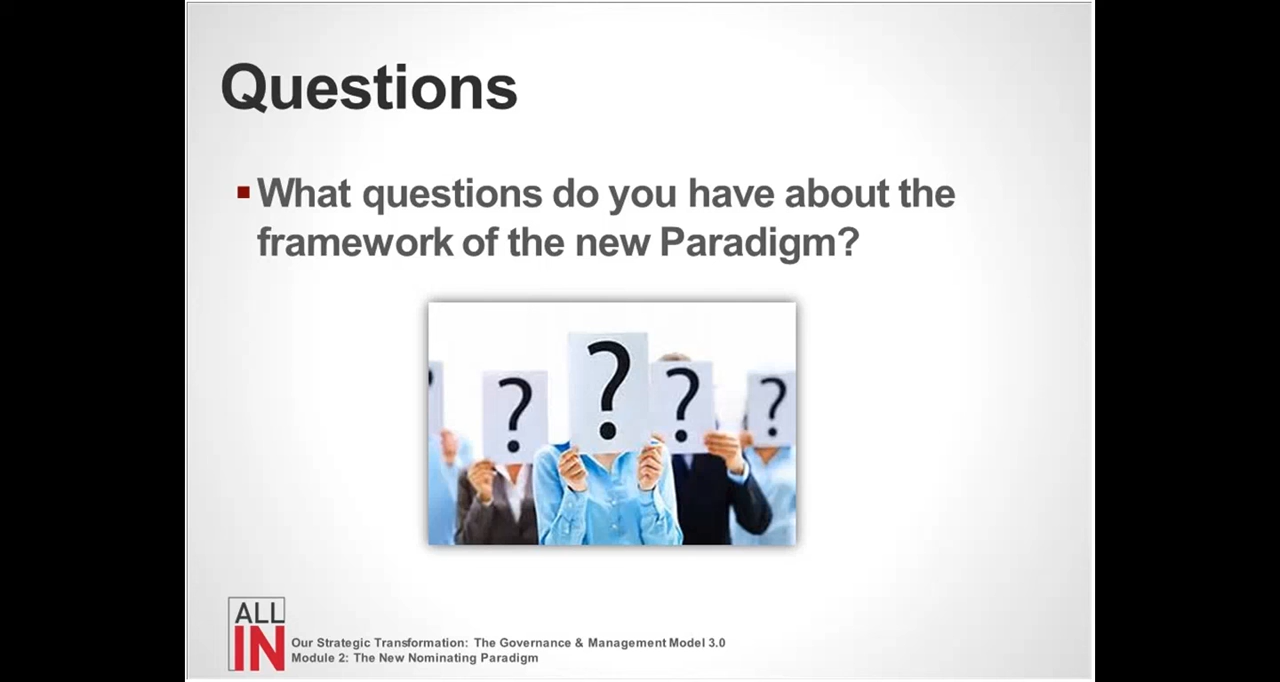 Questions
What questions do you have about the
framework of the new Paradigm?
?
?
?
?
ALL
IN
Our Strategic Transformation: The Governance & Management Model 3.0
Module 2: The New Nominating Paradigm